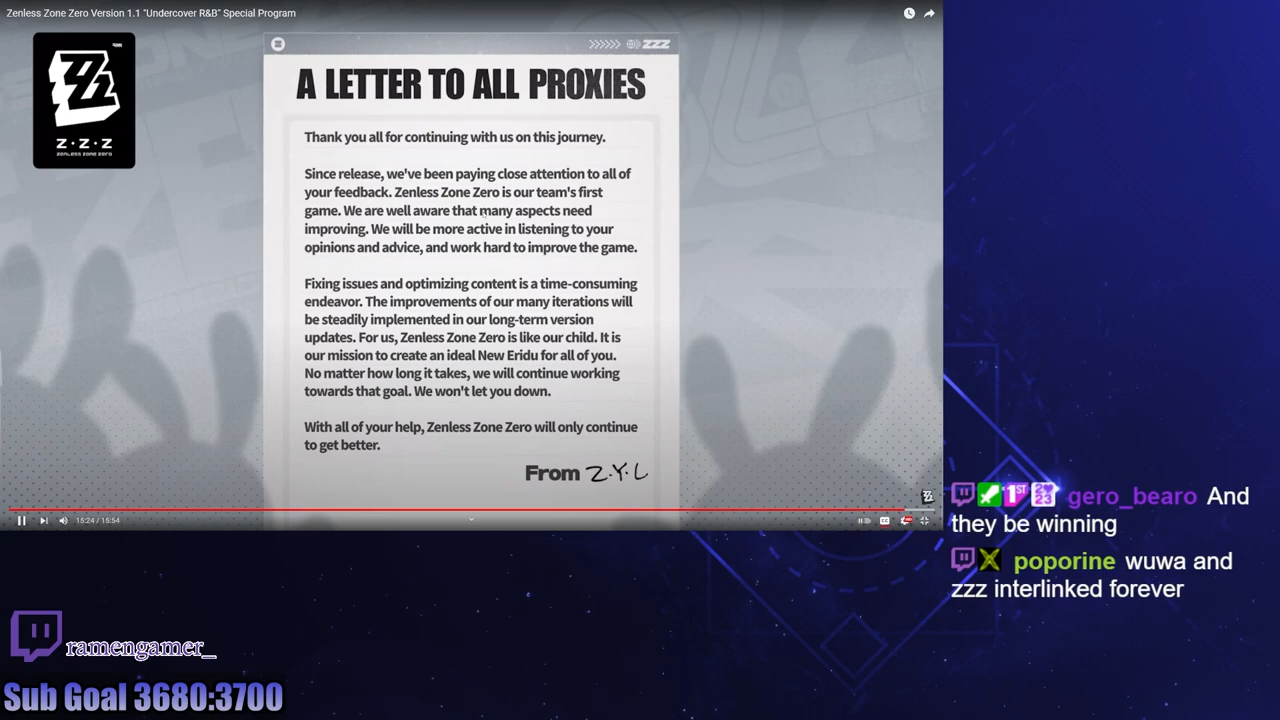 Zenless Zone Zero Version 1.1 "Undercover R&B" Special Program
Z·Z·Z
ZENLESS ZONE ZERO
ZZZ
A LETTER TO ALL PROXIES
Thank you all for continuing with us on this journey.
Since release, we've been paying close attention to all of
your feedback. Zenless Zone Zero is our team's first
game. We are well aware that many aspects need
improving. We will be more active in listening to your
opinions and advice, and work hard to improve the game.
Fixing issues and optimizing content is a time-consuming
endeavor. The improvements of our many iterations will
be steadily implemented in our long-term version
updates. For us, Zenless Zone Zero is like our child. It is
our mission to create an ideal New Eridu for all of you.
No matter how long it takes, we will continue working
towards that goal. We won't let you down.
With all of your help, Zenless Zone Zero will only continue
to get better.
From Z.Y.L
15:24 / 15:54
1ST gero_bearo And
they be winning
poporine wuwa and
zzz interlinked forever
ramengamer_
Sub Goal 3680:3700